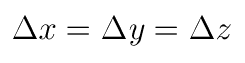 Δx = Δy = Δz